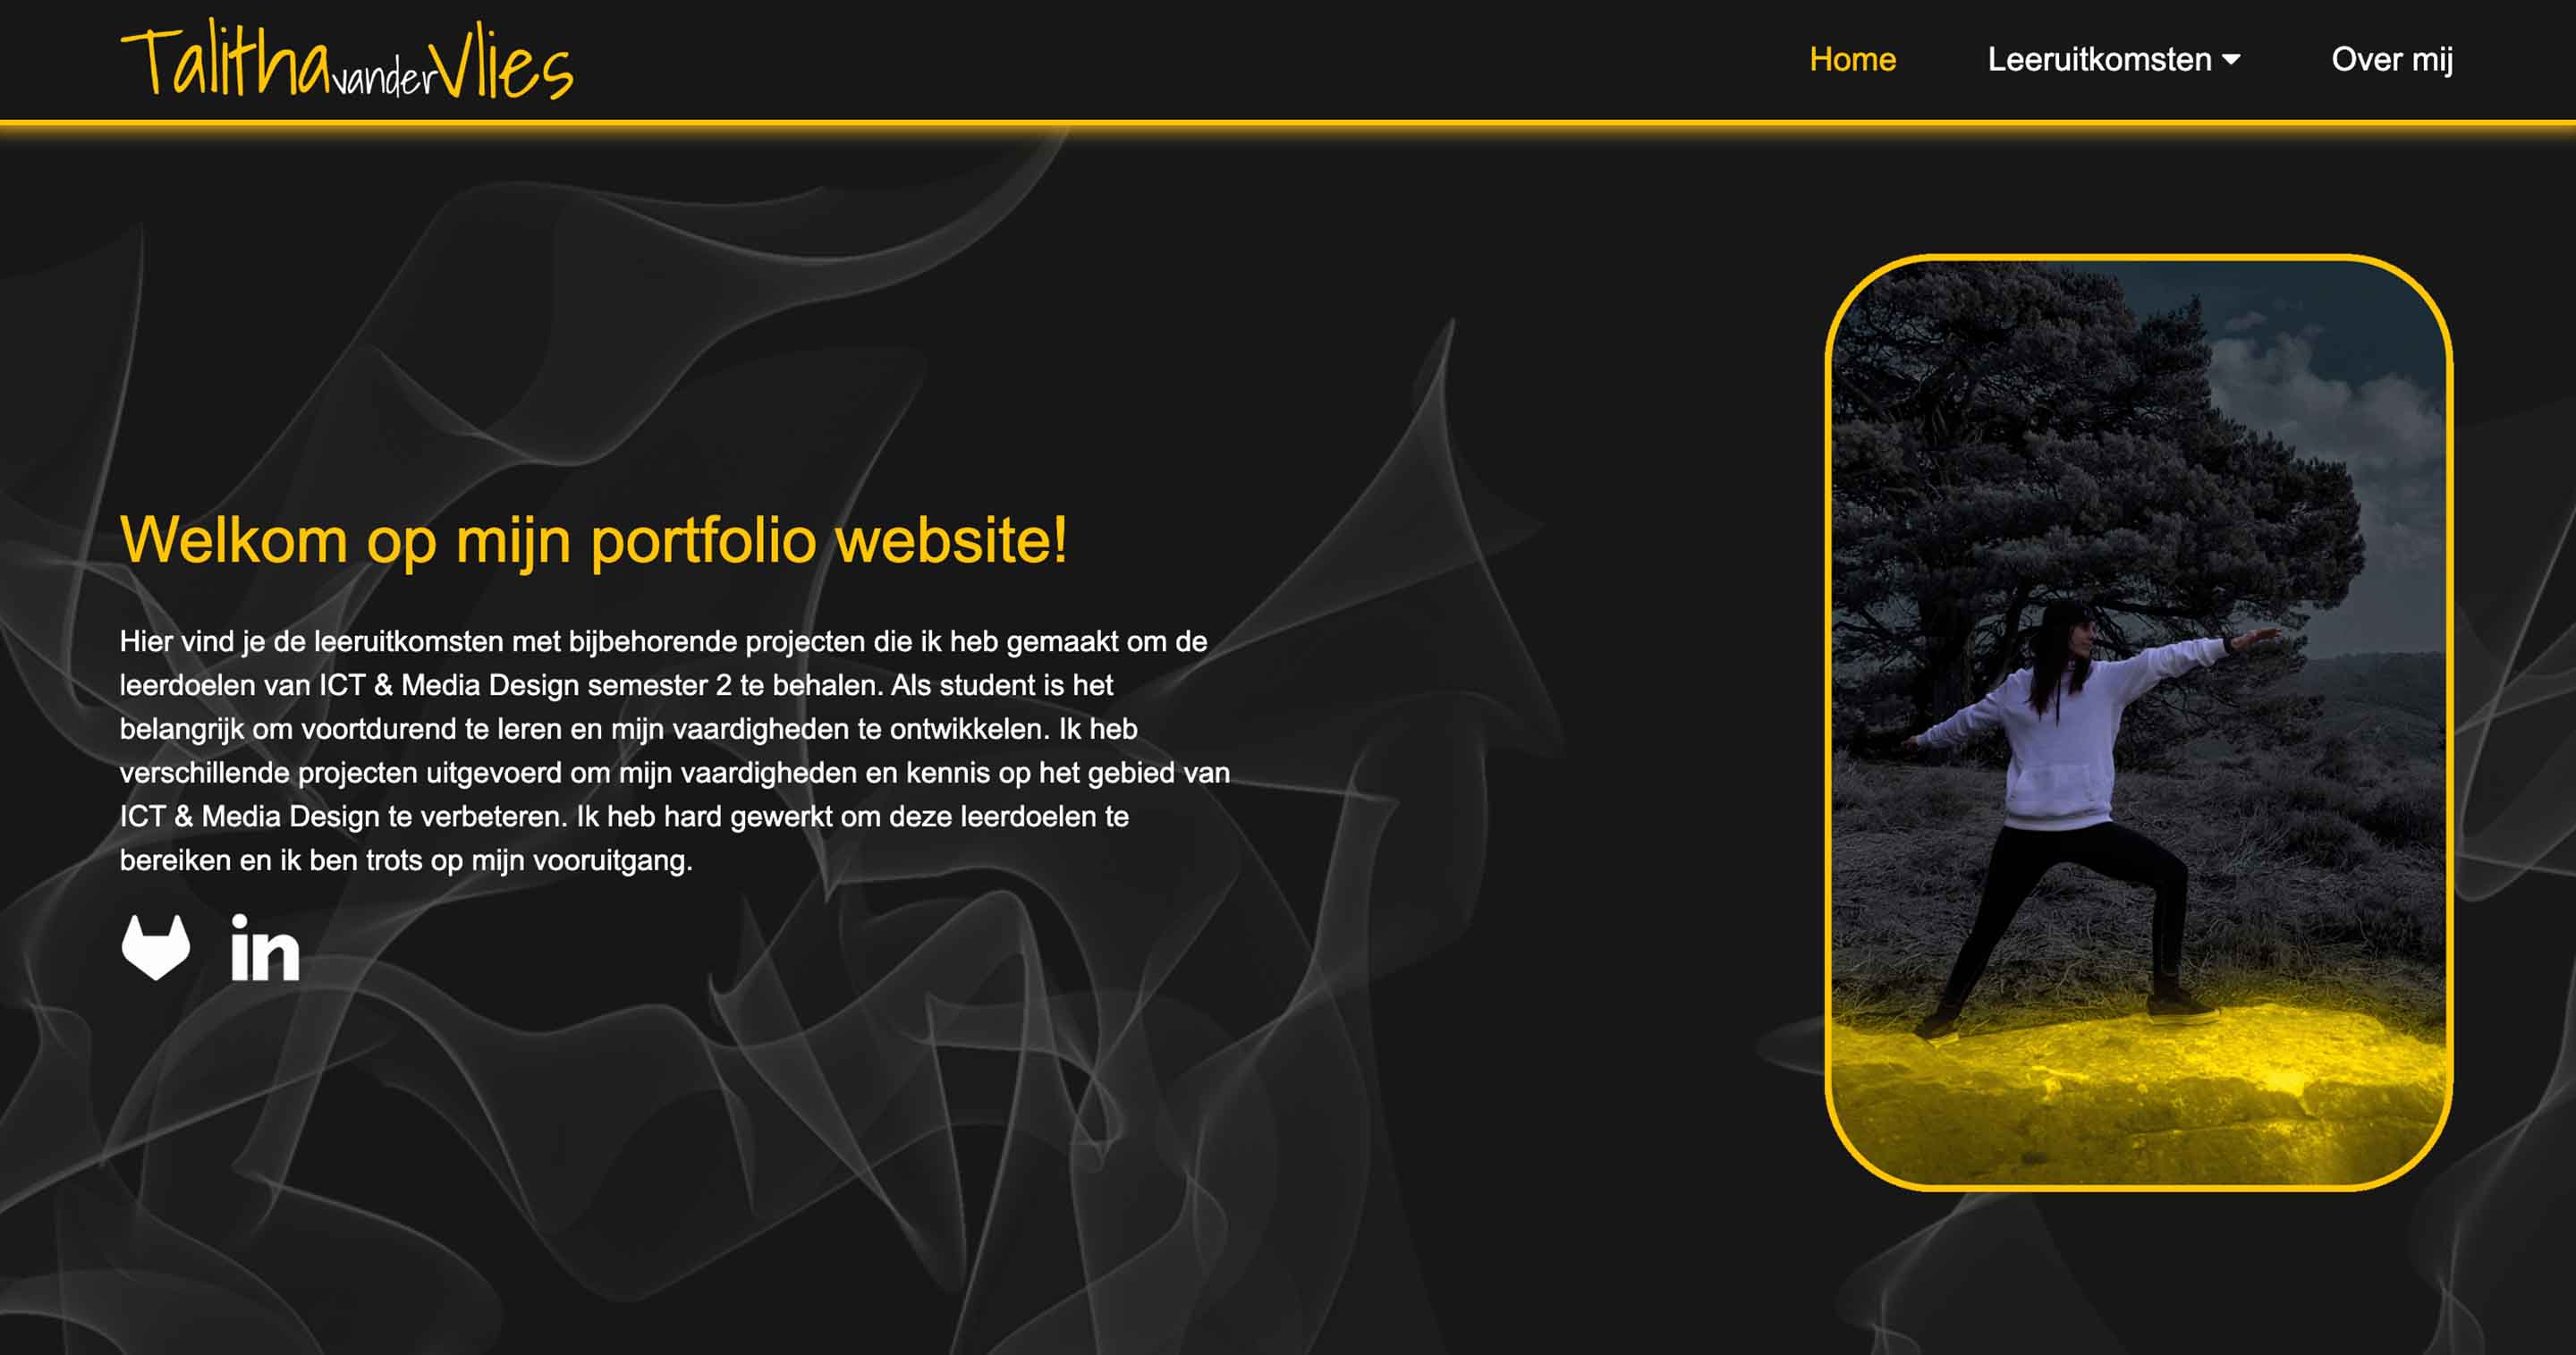 Talitha van der Vlies
Home
Leeruitkomsten
Over mij
Welkom op mijn portfolio website!
Hier vind je de leeruitkomsten met bijbehorende projecten die ik heb gemaakt om de
leerdoelen van ICT & Media Design semester 2 te behalen. Als student is het
belangrijk om voortdurend te leren en mijn vaardigheden te ontwikkelen. Ik heb
verschillende projecten uitgevoerd om mijn vaardigheden en kennis op het gebied van
ICT & Media Design te verbeteren. Ik heb hard gewerkt om deze leerdoelen te
bereiken en ik ben trots op mijn vooruitgang.
in